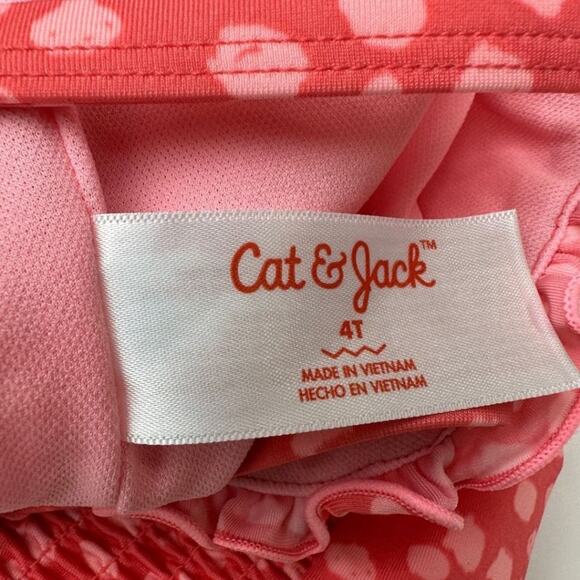 Cat & Jack™
4T
MADE IN VIETNAM
HECHO EN VIETNAM